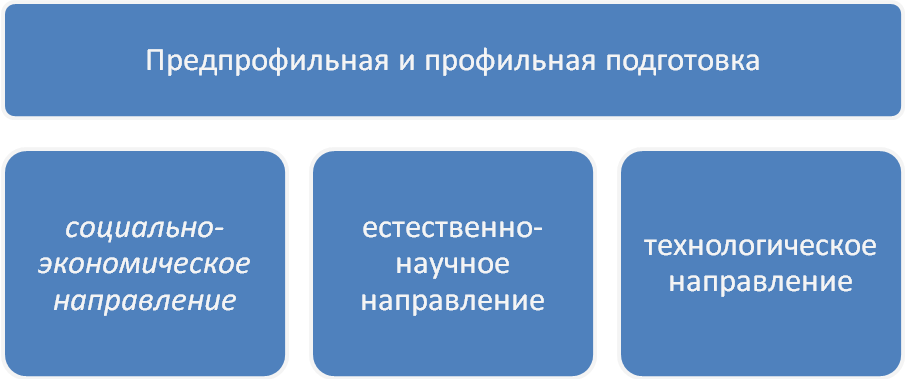 Предпрофильная и профильная подготовка
социально-
экономическое
направление
естественно-
научное
направление
технологическое
направление